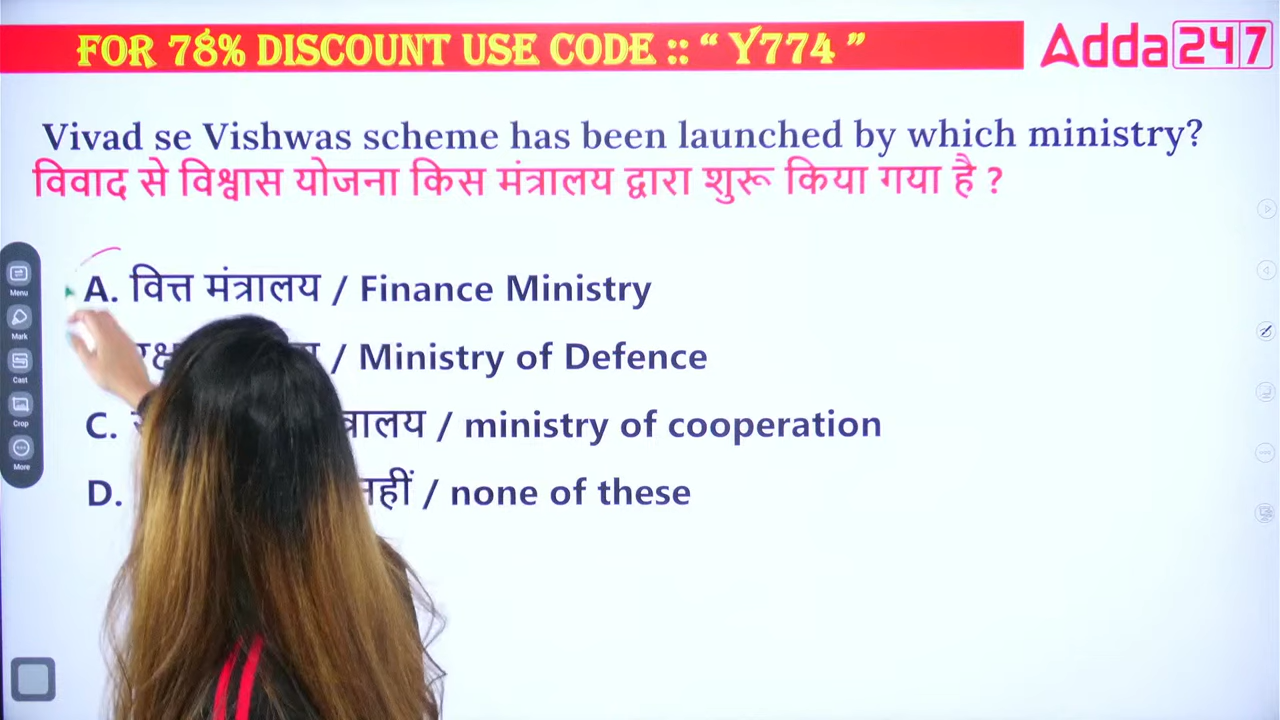 FOR 78% DISCOUNT USE CODE :: “ Y774 ”
Adda247
Vivad se Vishwas scheme has been launched by which ministry?
विवाद से विश्वास योजना किस मंत्रालय द्वारा शुरू किया गया है ?
A. वित्त मंत्रालय / Finance Ministry
/ Ministry of Defence
C. / ministry of cooperation
D. नहीं / none of these
Menu
Mark
Cast
Crop
More